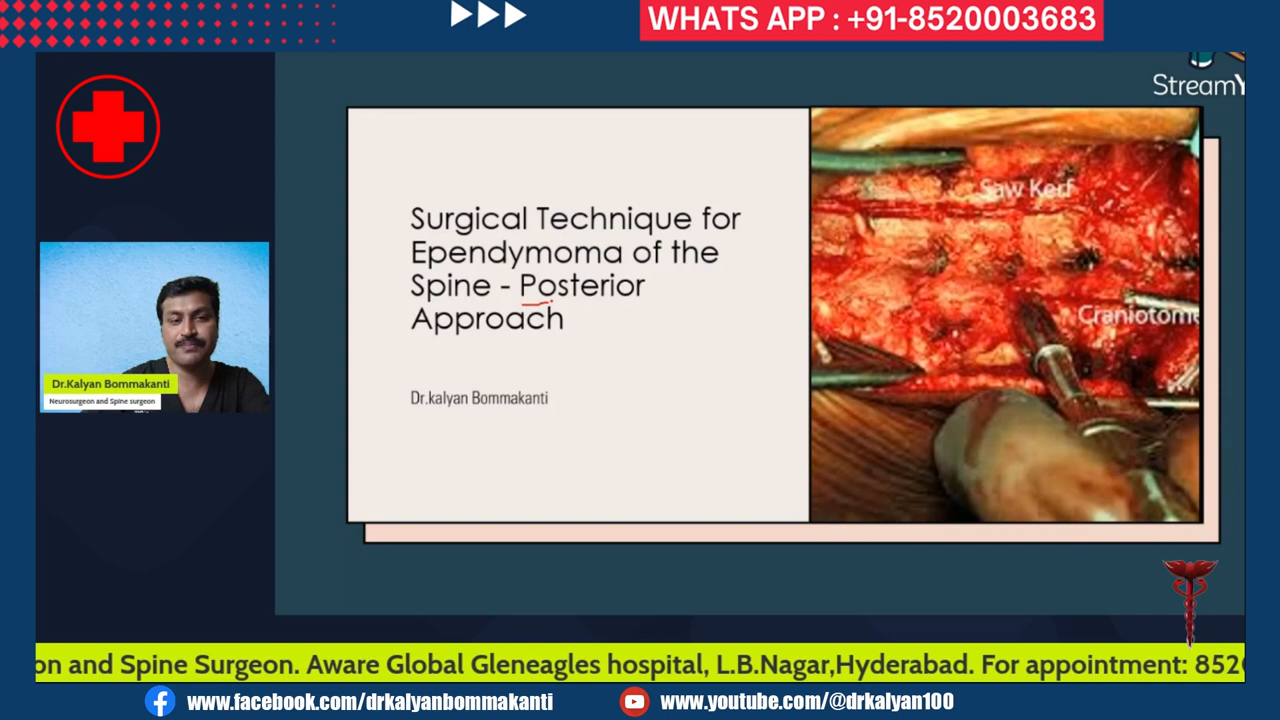 WHATS APP : +91-8520003683
StreamY
Surgical Technique for
Ependymoma of the
Spine - Posterior
Approach
Dr.kalyan Bommakanti
Saw Kerf
Craniotome
Dr.Kalyan Bommakanti
Neurosurgeon and Spine surgeon
on and Spine Surgeon. Aware Global Gleneagles hospital, L.B.Nagar,Hyderabad. For appointment: 852
www.facebook.com/drkalyanbommakanti
www.youtube.com/@drkalyan100